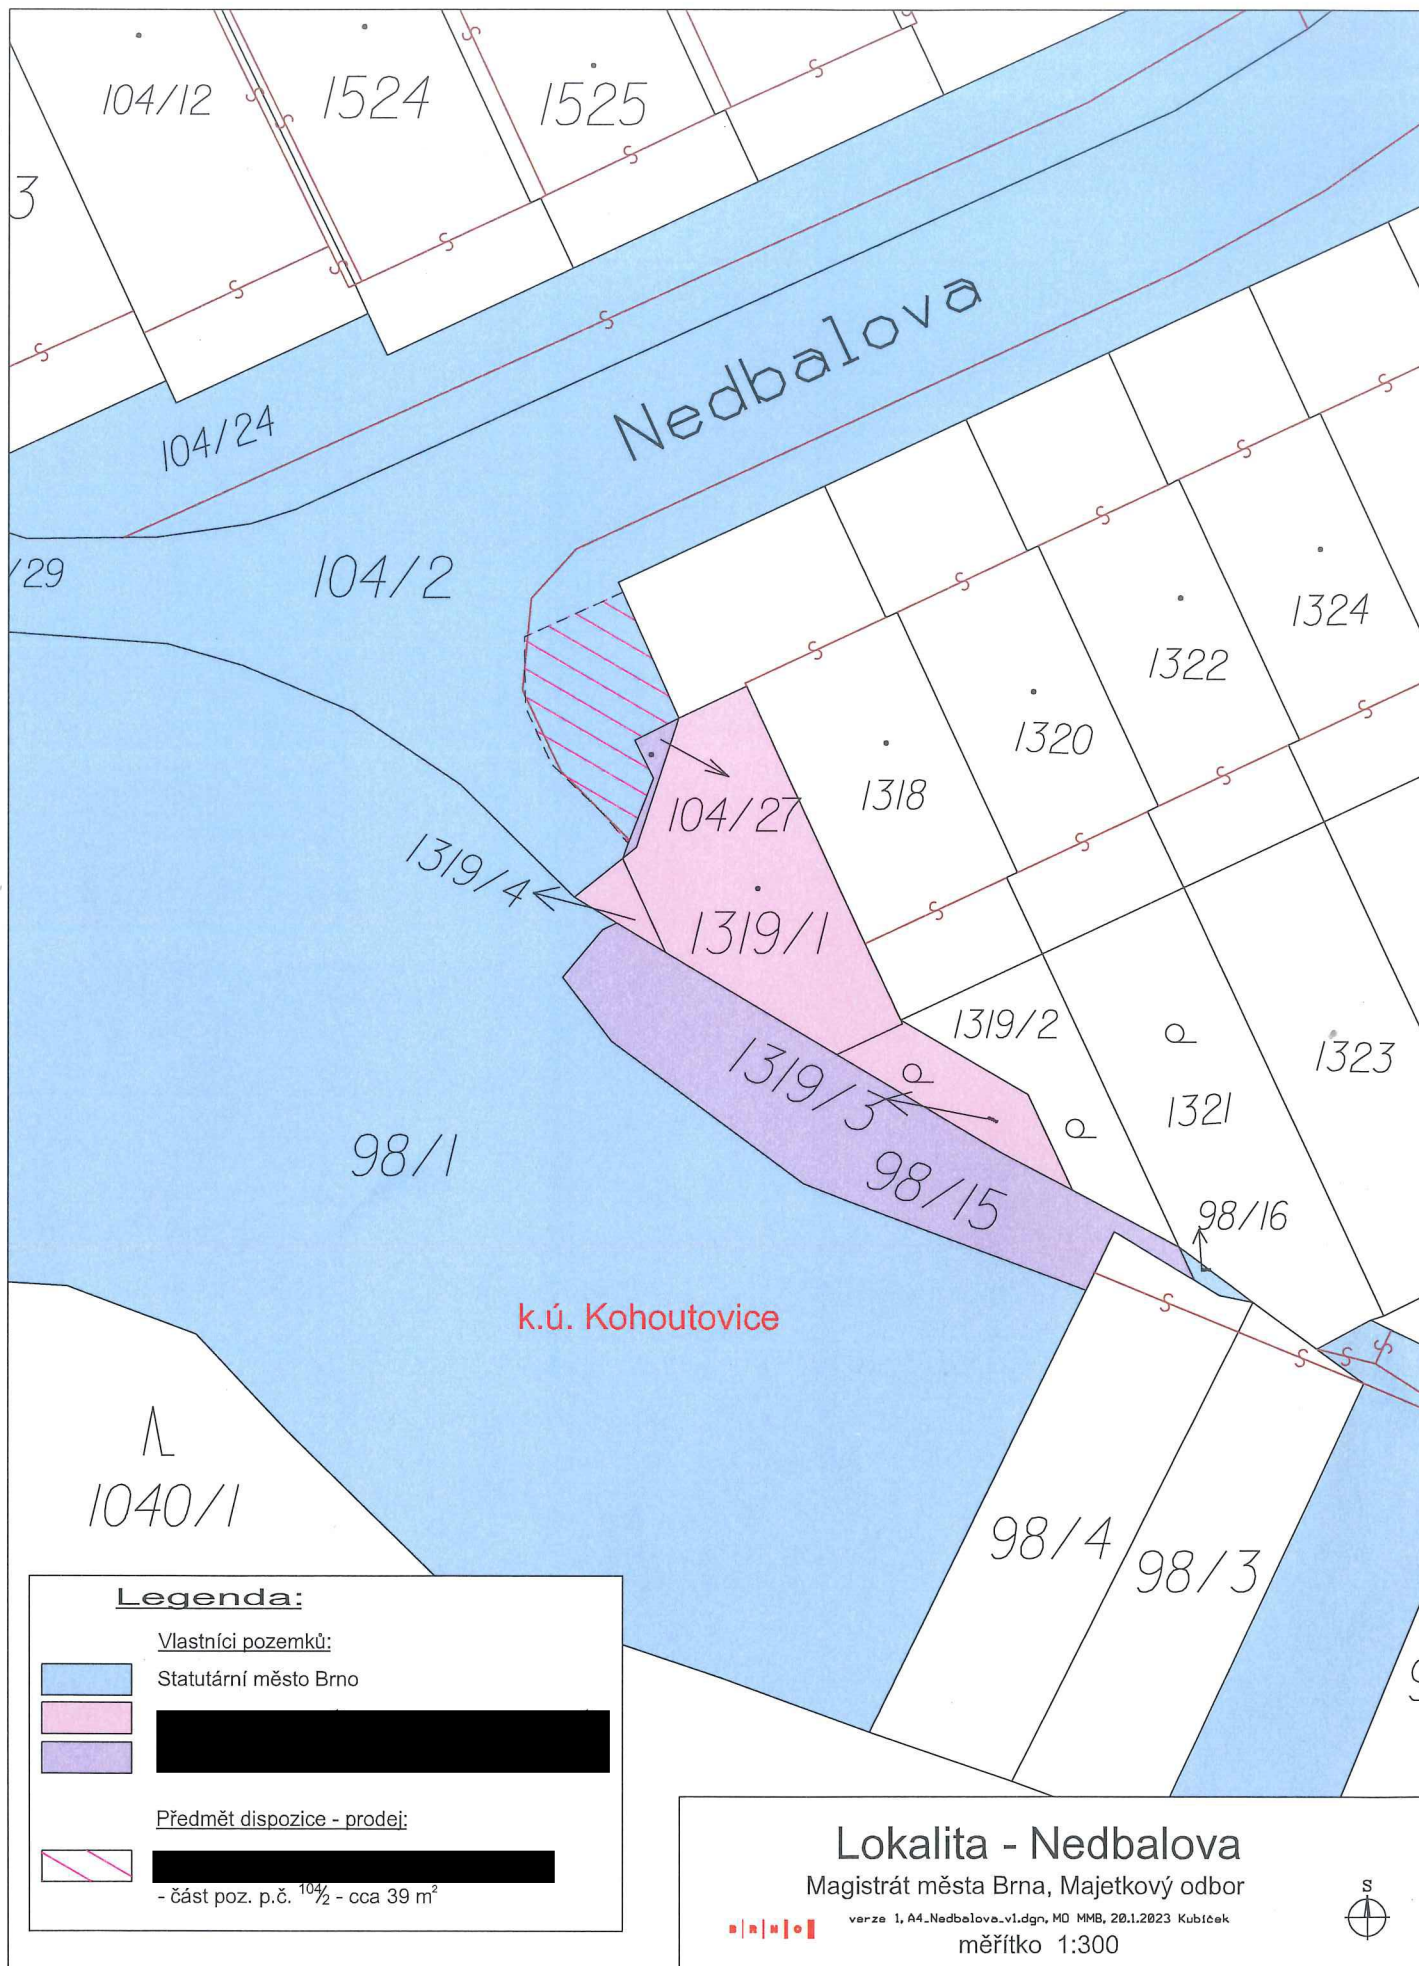 104/12
1524
1525
3
Nedbalova
104/24
/29
104/2
1324
1322
1320
1318
104/27
1319/4
1319/1
1319/2
1323
1319/3
1321
98/1
98/15
98/16
k.ú. Kohoutovice
1040/1
98/4
98/3
Legenda:
Vlastníci pozemků:
Statutární město Brno
Předmět dispozice - prodej:
- část poz. p.č. 104/2 - cca 39 m²
Lokalita - Nedbalova
Magistrát města Brna, Majetkový odbor
verze 1, A4_Nedbalova_v1.dgn, MO MMB, 20.1.2023 Kubíček
BRNO
měřítko 1:300
S